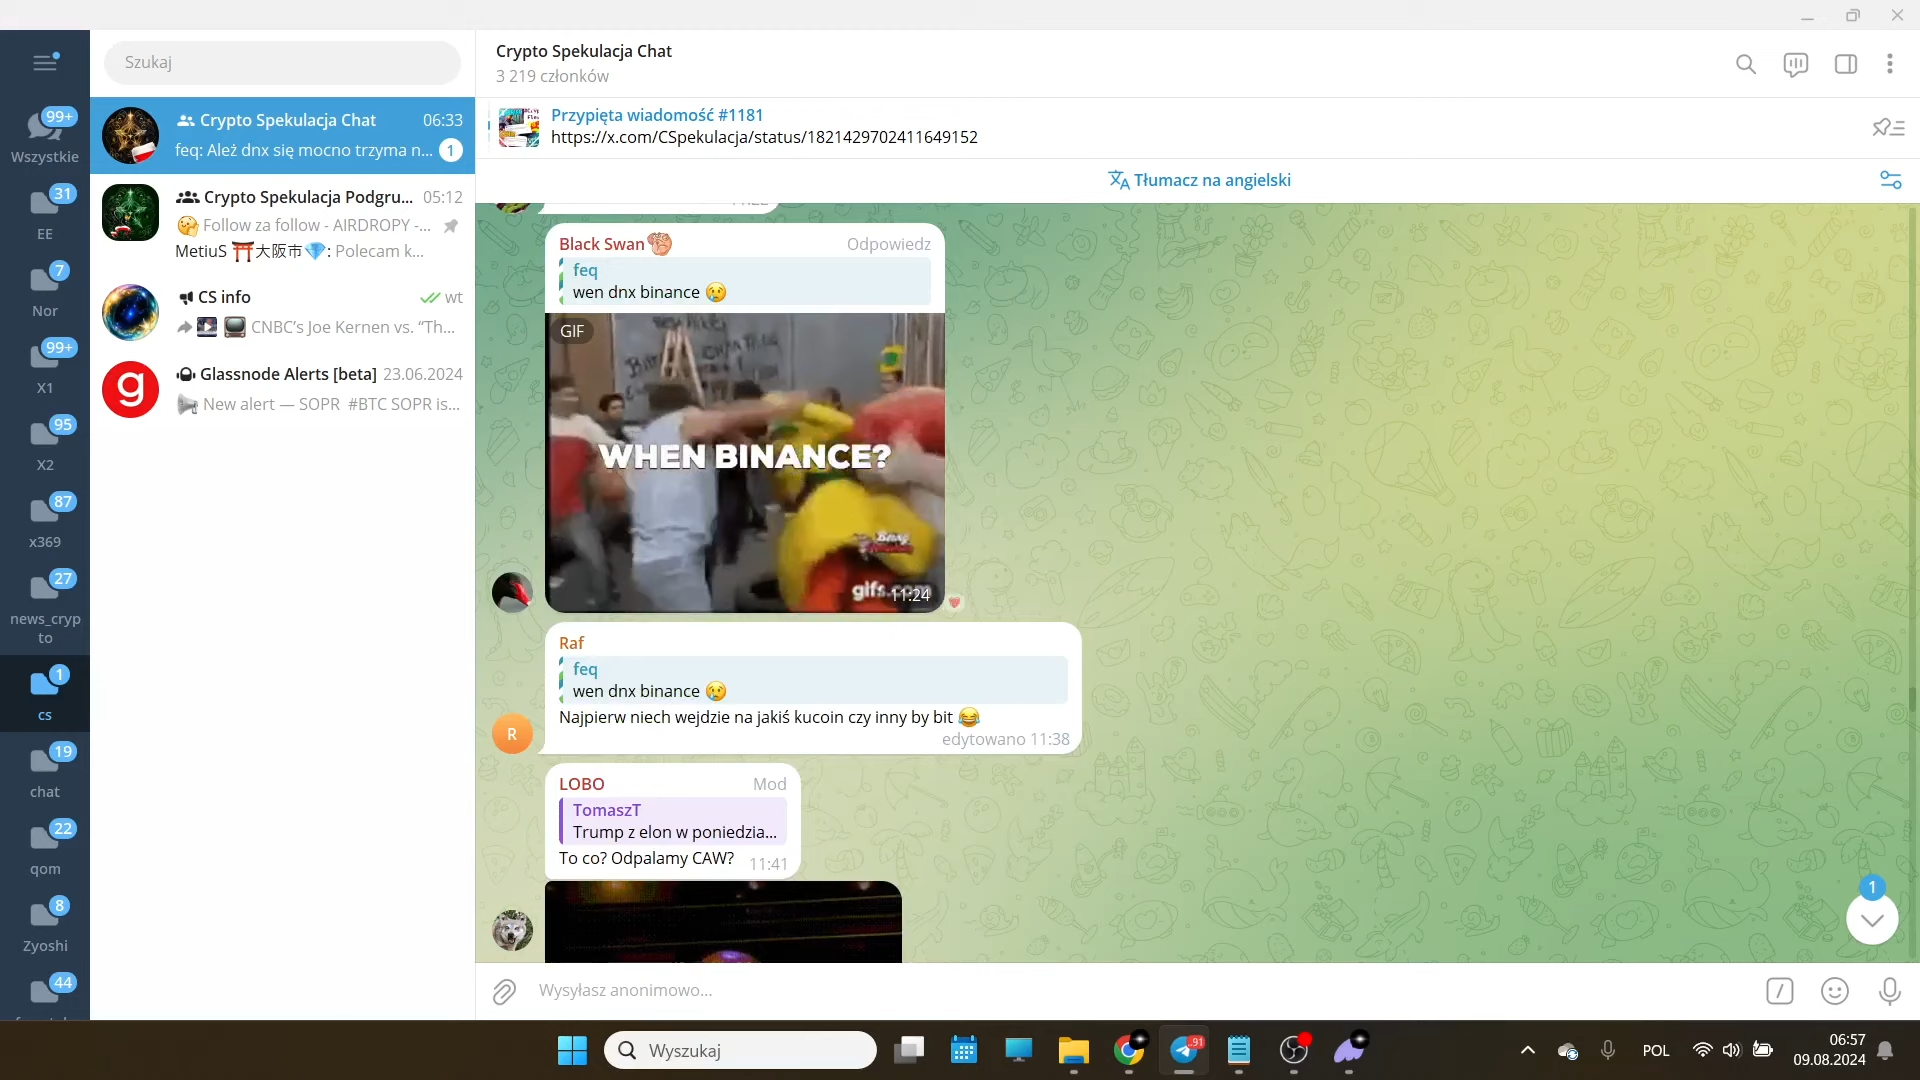 Szukaj
99+
Wszystkie
31
EE
7
Nor
99+
X1
95
X2
87
x369
27
news_cryp
to
1
cs
19
chat
22
qom
8
Zyoshi
44
Crypto Spekulacja Chat 06:33
feq: Ależ dnx się mocno trzyma n... 1
Crypto Spekulacja Podgru... 05:12
Follow za follow - AIRDROPY -...
MetiuS ⛩️大阪市💎: Polecam k...
CS info wt
CNBC’s Joe Kernen vs. “Th...
g
Glassnode Alerts [beta] 23.06.2024
New alert — SOPR #BTC SOPR is...
Crypto Spekulacja Chat
3 219 członków
Przypięta wiadomość #1181
https://x.com/CSpekulacja/status/1821429702411649152
Tłumacz na angielski
Black Swan Odpowiedz
feq
wen dnx binance 😢
GIF
WHEN BINANCE?
gifs.com
11:24
Raf
feq
wen dnx binance 😢
Najpierw niech wejdzie na jakiś kucoin czy inny by bit 😂
edytowano 11:38
R
LOBO Mod
TomaszT
Trump z elon w poniedzia...
To co? Odpalamy CAW? 11:41
1
Wysyłasz anonimowo...
Wyszukaj
..91
POL
06:57
09.08.2024